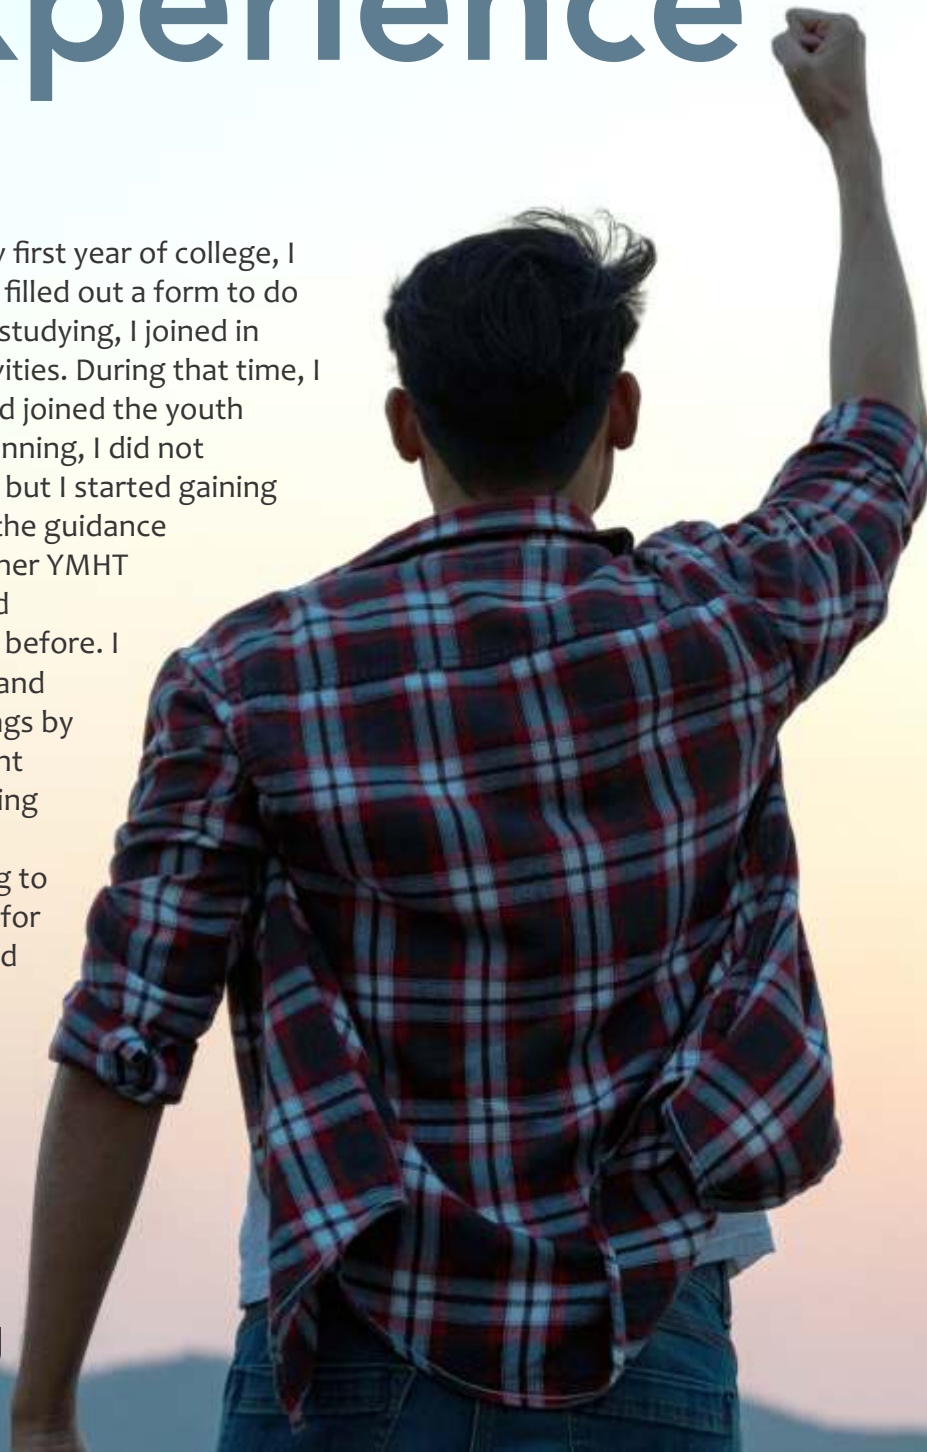 xperience
y first year of college, I
filled out a form to do
studying, I joined in
vities. During that time, I
d joined the youth
nning, I did not
but I started gaining
the guidance
her YMHT
d
before. I
and
ngs by
nt
ing
g to
for
d